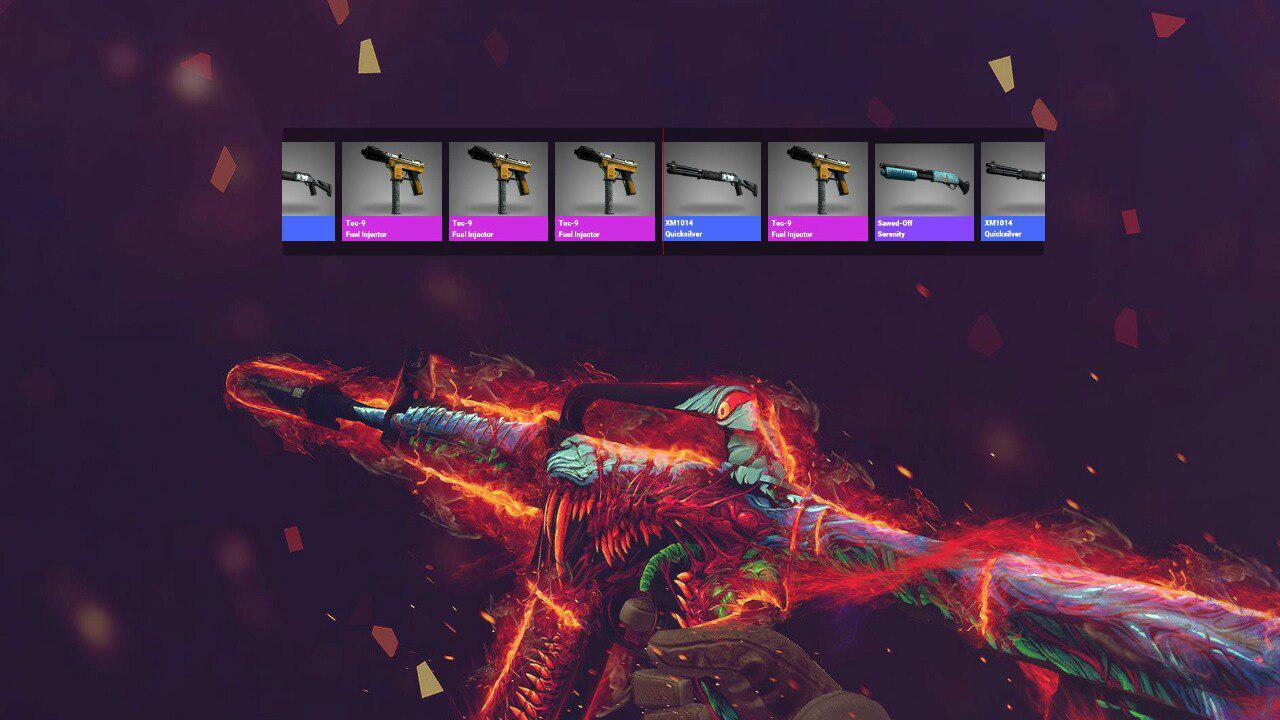 Tec-9
Fuel Injector
Tec-9
Fuel Injector
Tec-9
Fuel Injector
XM1014
Quicksilver
Tec-9
Fuel Injector
Sawed-Off
Serenity
XM1014
Quicksilver